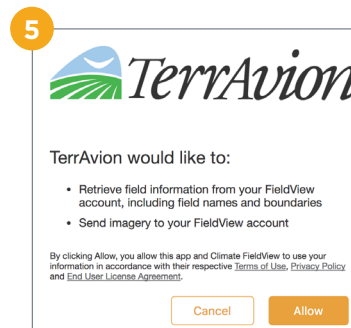 5
TerrAvion
TerrAvion would like to:
• Retrieve field information from your FieldView
account, including field names and boundaries
• Send imagery to your FieldView account
By clicking Allow, you allow this app and Climate FieldView to use your
information in accordance with their respective Terms of Use, Privacy Policy
and End User License Agreement.
Cancel Allow